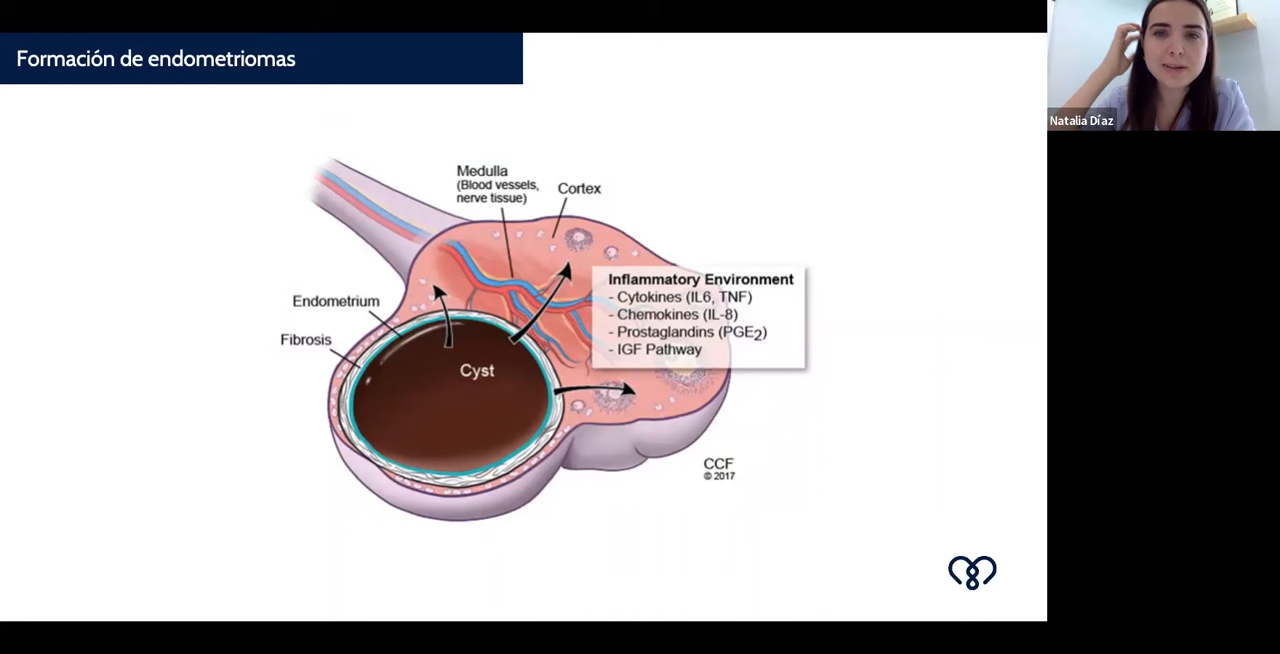 Formación de endometriomas
Natalia Díaz
Medulla
(Blood vessels,
nerve tissue)
Cortex
Inflammatory Environment
- Cytokines (IL6, TNF)
- Chemokines (IL-8)
- Prostaglandins (PGE2)
- IGF Pathway
Endometrium
Fibrosis
Cyst
CCF
© 2017